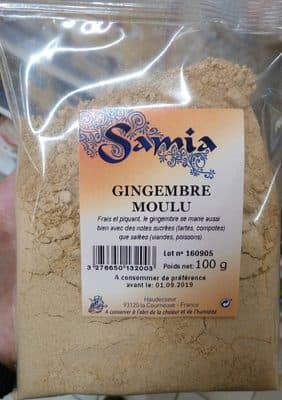 Samia
GINGEMBRE
MOULU
Frais et piquant, le gingembre se marie aussi
bien avec des notes sucrées (tartes, compotes)
que salées (viandes, poissons).
Lot n° 160905
Poids net: 100 g
3 276650 132003
A consommer de préférence
avant le: 01.09.2019
Haudecoeur
93120 la Courneuve - France
A conserver à l'abri de la chaleur et de l'humidité